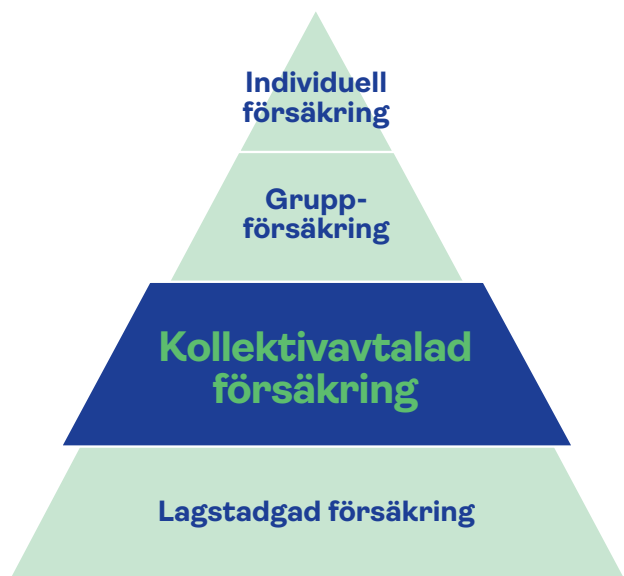 Individuell
försäkring
Grupp-
försäkring
Kollektivavtalad
försäkring
Lagstadgad försäkring